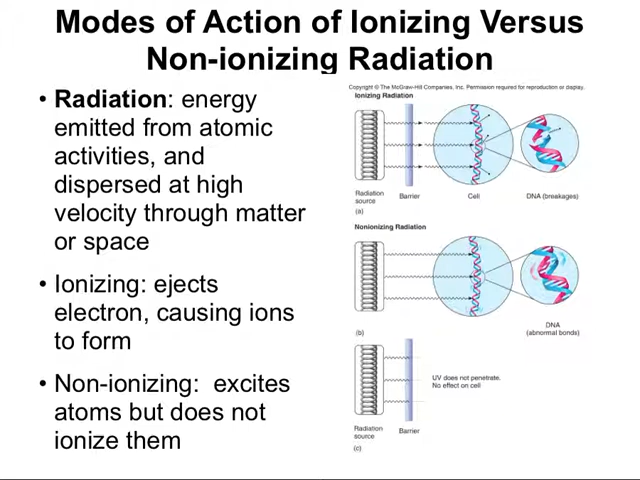 Modes of Action of Ionizing Versus
Non-ionizing Radiation
• Radiation: energy
emitted from atomic
activities, and
dispersed at high
velocity through matter
or space
• Ionizing: ejects
electron, causing ions
to form
• Non-ionizing: excites
atoms but does not
ionize them
Copyright © The McGraw-Hill Companies, Inc. Permission required for reproduction or display.
Ionizing Radiation
Radiation
source
Barrier
Cell
DNA (breakages)
(a)
Nonionizing Radiation
DNA
(abnormal bonds)
(b)
UV does not penetrate.
No effect on cell
Radiation
source
Barrier
(c)